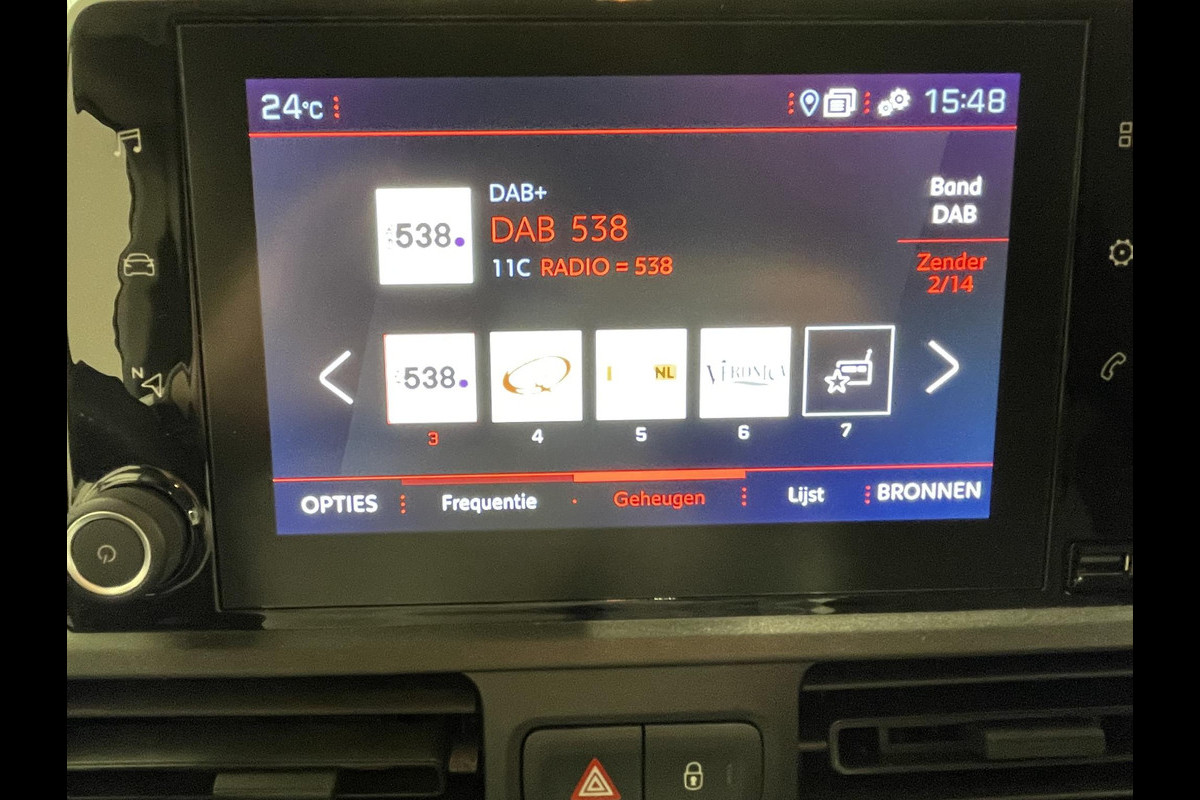 24°C
15:48
DAB+
538
DAB 538
11C RADIO = 538
Band
DAB
Zender
2/14
538
NL
VERONICA
3
4
5
6
7
OPTIES
Frequentie
Geheugen
Lijst
BRONNEN
N